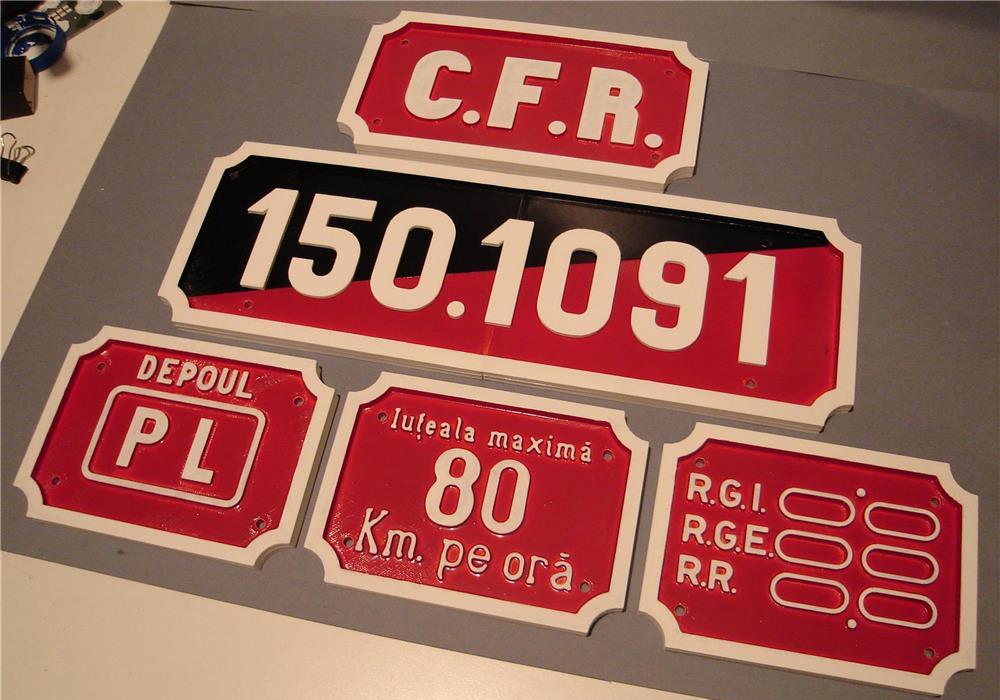 C.F.R.
150.1091
DEPOUL
PL
Iuțeala maximă
80
Km. pe oră
R.G.I.
R.G.E.
R.R.